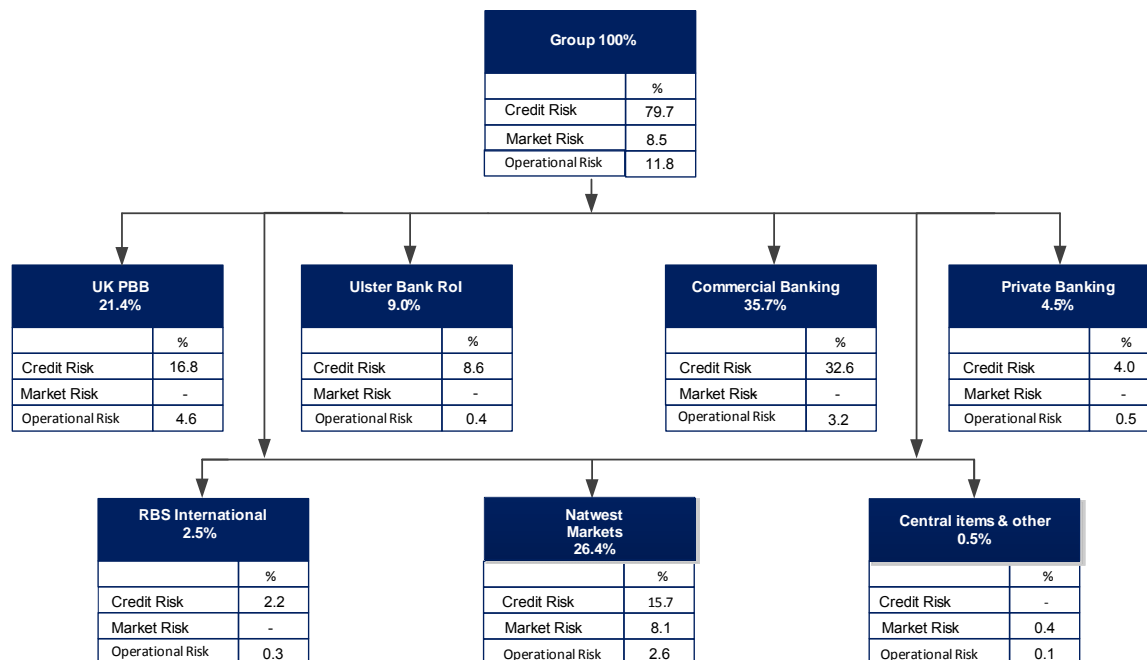 Group 100%
%
Credit Risk 79.7
Market Risk 8.5
Operational Risk 11.8
UK PBB
21.4%
%
Credit Risk 16.8
Market Risk -
Operational Risk 4.6
Ulster Bank RoI
9.0%
%
Credit Risk 8.6
Market Risk -
Operational Risk 0.4
Commercial Banking
35.7%
%
Credit Risk 32.6
Market Risk -
Operational Risk 3.2
Private Banking
4.5%
%
Credit Risk 4.0
Market Risk -
Operational Risk 0.5
RBS International
2.5%
%
Credit Risk 2.2
Market Risk -
Operational Risk 0.3
Natwest
Markets
26.4%
%
Credit Risk 15.7
Market Risk 8.1
Operational Risk 2.6
Central items & other
0.5%
%
Credit Risk -
Market Risk 0.4
Operational Risk 0.1